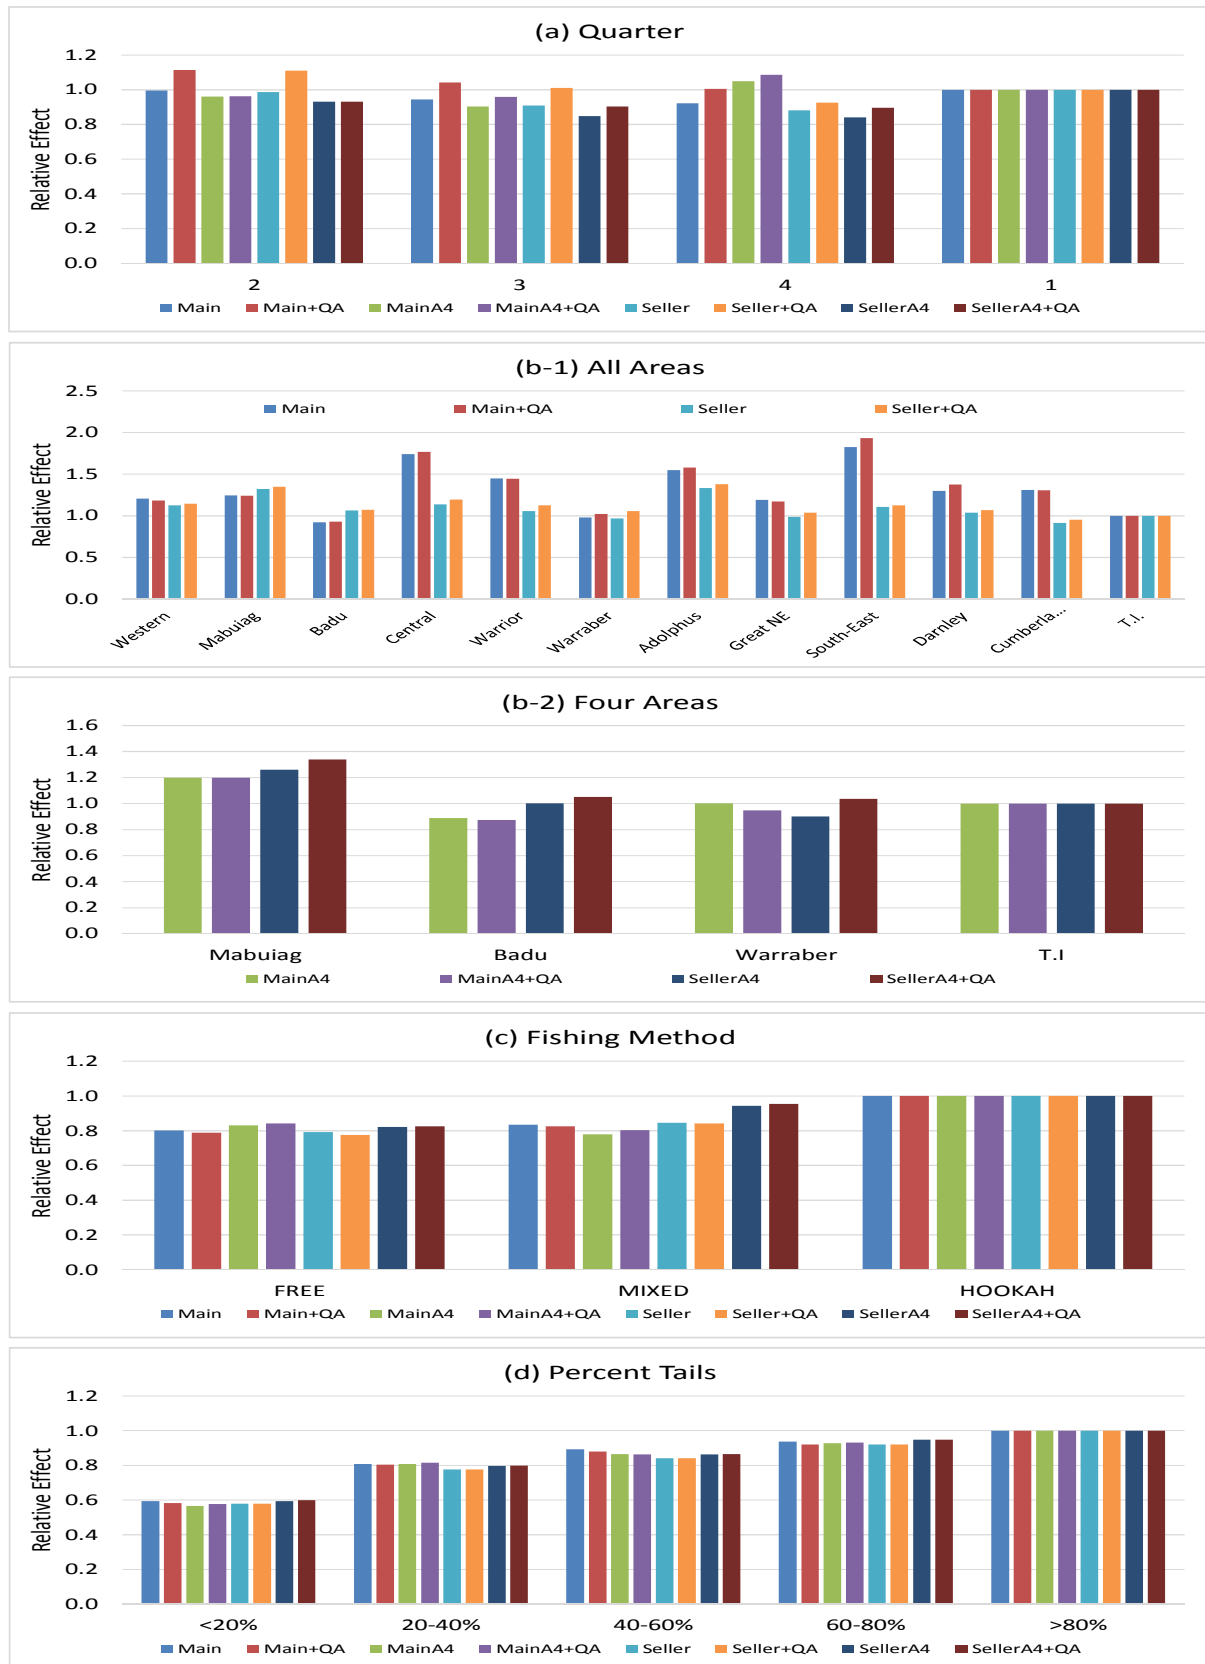 (a) Quarter
Relative Effect
1.2
1.0
0.8
0.6
0.4
0.2
0.0
2 3 4 1
Main Main+QA MainA4 MainA4+QA Seller Seller+QA SellerA4 SellerA4+QA
(b-1) All Areas
Relative Effect
2.5
2.0
1.5
1.0
0.5
0.0
Main Main+QA Seller Seller+QA
Western Mabuiag Badu Central Warrior Warraber Adolphus Great NE South-East Darnley Cumberla... T.I.
(b-2) Four Areas
Relative Effect
1.6
1.4
1.2
1.0
0.8
0.6
0.4
0.2
0.0
Mabuiag Badu Warraber T.I
MainA4 MainA4+QA SellerA4 SellerA4+QA
(c) Fishing Method
Relative Effect
1.2
1.0
0.8
0.6
0.4
0.2
0.0
FREE MIXED HOOKAH
Main Main+QA MainA4 MainA4+QA Seller Seller+QA SellerA4 SellerA4+QA
(d) Percent Tails
Relative Effect
1.2
1.0
0.8
0.6
0.4
0.2
0.0
<20% 20-40% 40-60% 60-80% >80%
Main Main+QA MainA4 MainA4+QA Seller Seller+QA SellerA4 SellerA4+QA